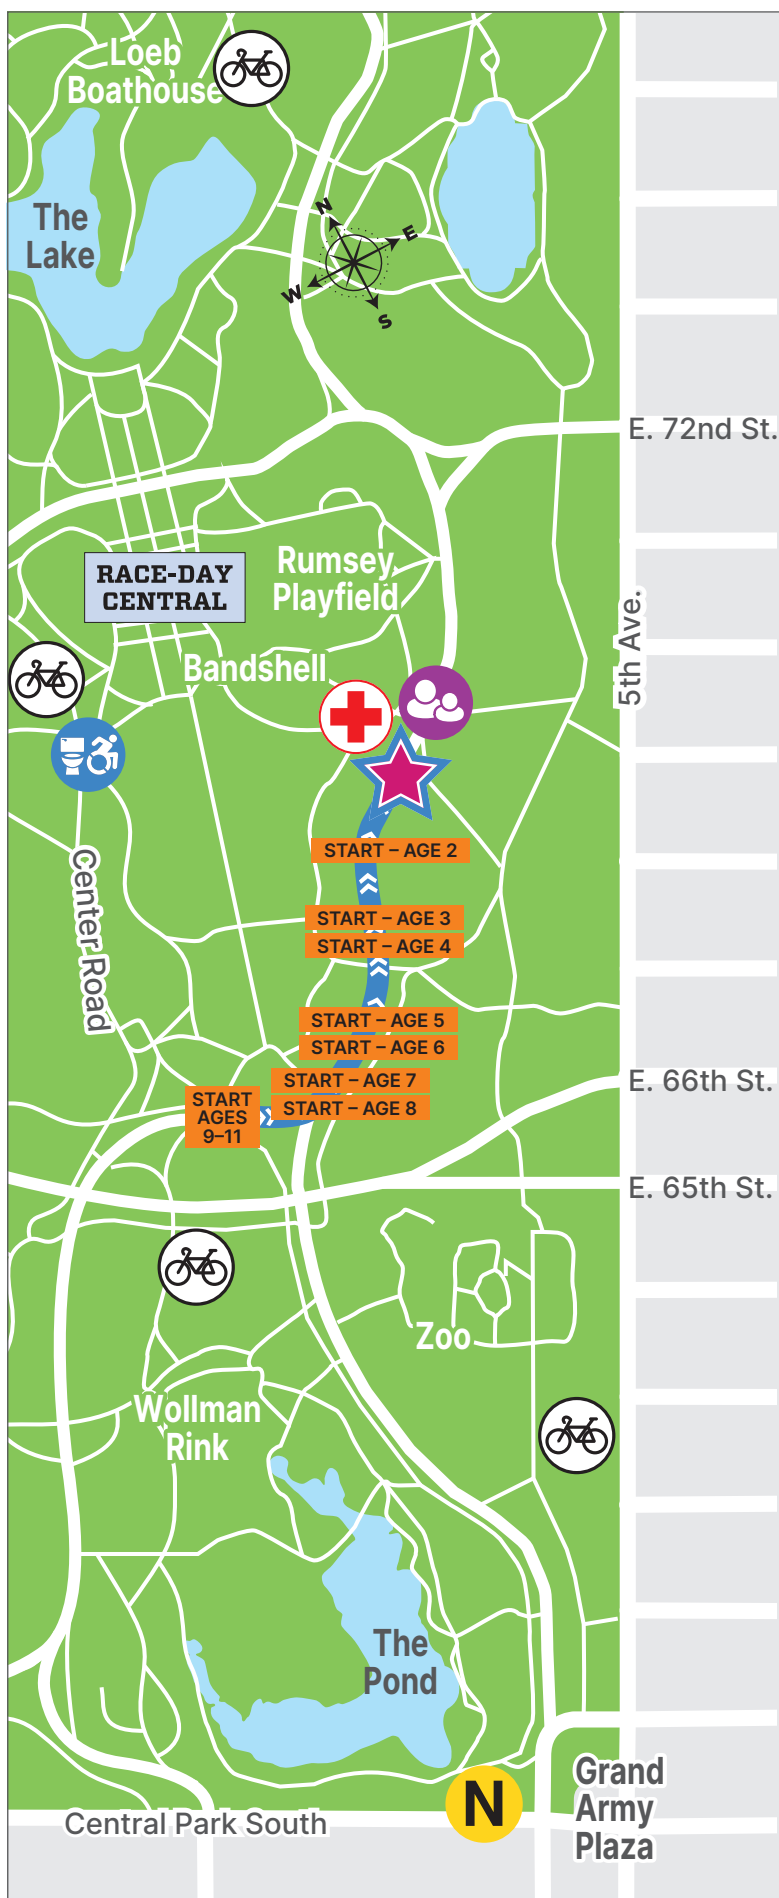 Loeb
Boathouse
The
Lake
N
E
W
S
E. 72nd St.
RACE-DAY
CENTRAL
Rumsey
Playfield
5th Ave.
Bandshell
START – AGE 2
Center Road
START – AGE 3
START – AGE 4
START – AGE 5
START – AGE 6
START – AGE 7
START – AGE 8
START
AGES
9–11
E. 66th St.
E. 65th St.
Zoo
Wollman
Rink
The
Pond
N
Grand
Army
Plaza
Central Park South